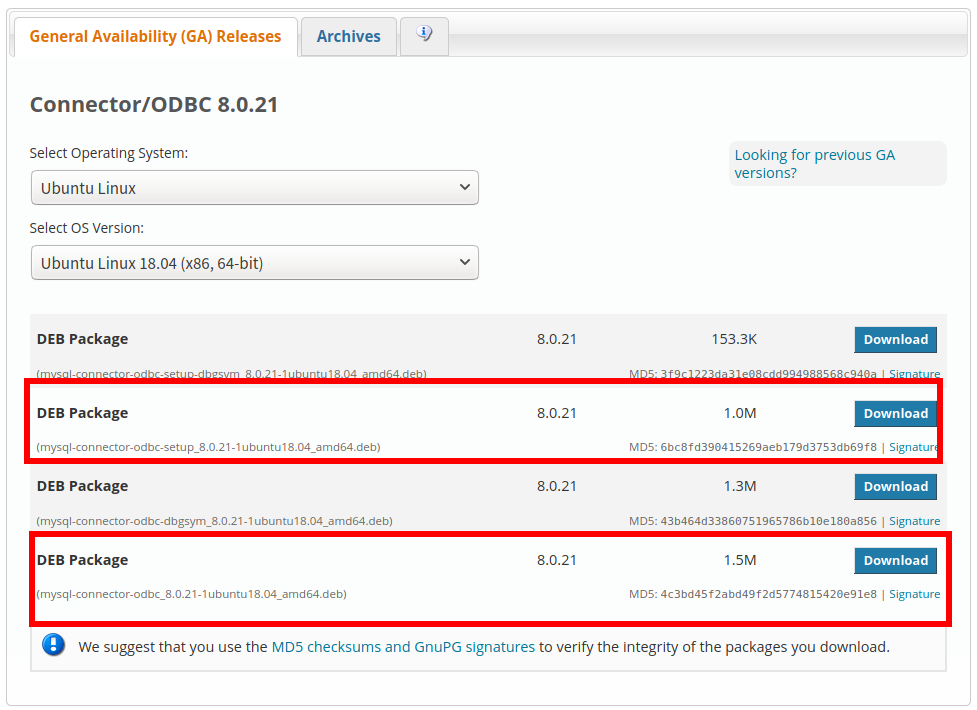 General Availability (GA) Releases
Archives
Connector/ODBC 8.0.21
Select Operating System:
Looking for previous GA
versions?
Ubuntu Linux
Select OS Version:
Ubuntu Linux 18.04 (x86, 64-bit)
DEB Package 8.0.21 153.3K Download
(mysql-connector-odbc-setup-dbgsym_8.0.21-1ubuntu18.04_amd64.deb) MD5: 3f9c1223da31e08cdd994988568c940a | Signature
DEB Package 8.0.21 1.0M Download
(mysql-connector-odbc-setup_8.0.21-1ubuntu18.04_amd64.deb) MD5: 6bc8fd390415269aeb179d3753db69f8 | Signature
DEB Package 8.0.21 1.3M Download
(mysql-connector-odbc-dbgsym_8.0.21-1ubuntu18.04_amd64.deb) MD5: 43b464d33860751965786b10e180a856 | Signature
DEB Package 8.0.21 1.5M Download
(mysql-connector-odbc_8.0.21-1ubuntu18.04_amd64.deb) MD5: 4c3bd45f2abd49f2d5774815420e91e8 | Signature
We suggest that you use the MD5 checksums and GnuPG signatures to verify the integrity of the packages you download.